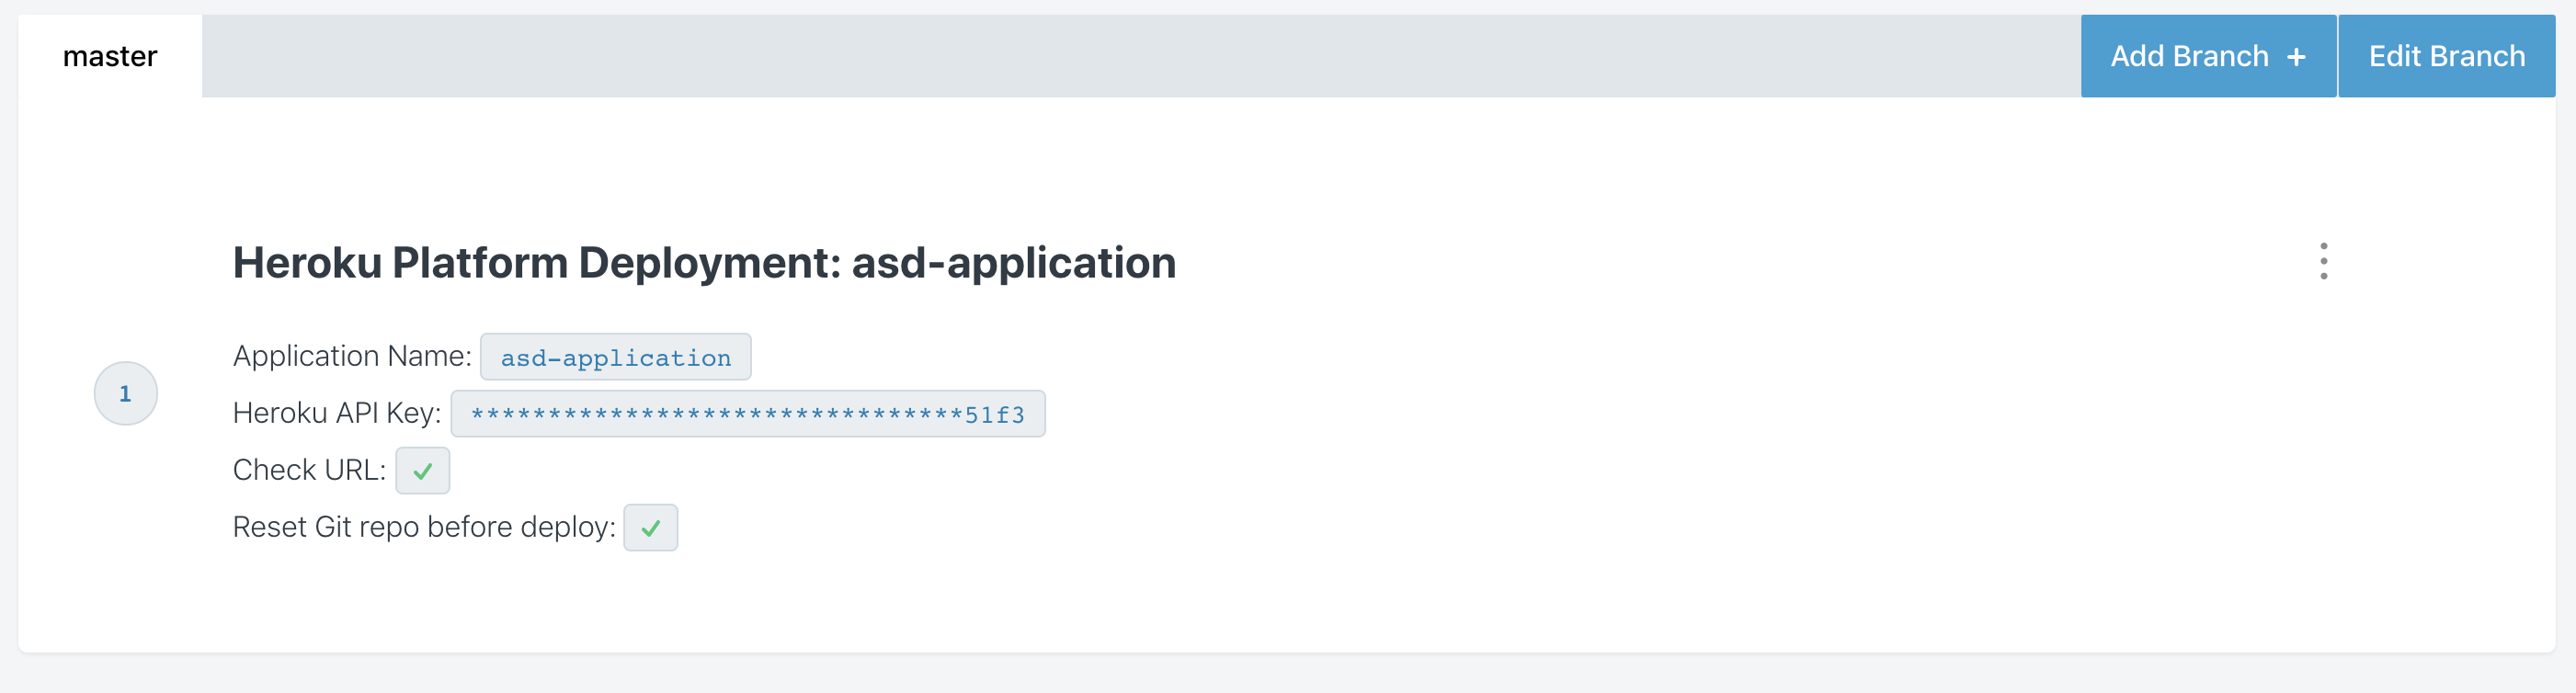 master
Add Branch +
Edit Branch
Heroku Platform Deployment: asd-application
1
Application Name: asd-application
Heroku API Key: ********************************51f3
Check URL: ✓
Reset Git repo before deploy: ✓